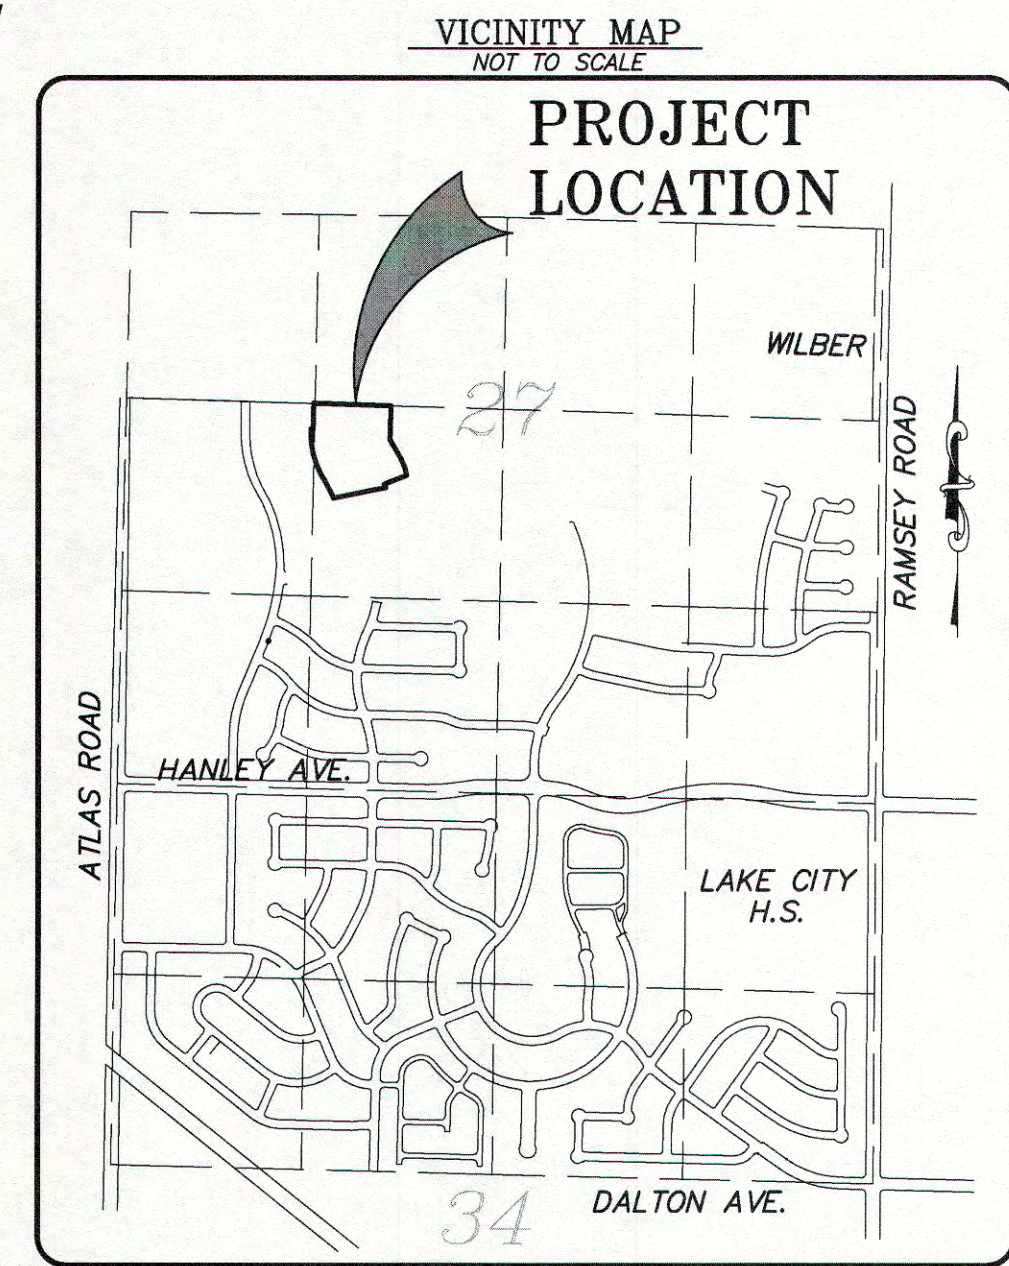 VICINITY MAP
NOT TO SCALE
PROJECT
LOCATION
WILBER
27
RAMSEY ROAD
ATLAS ROAD
HANLEY AVE.
LAKE CITY
H.S.
DALTON AVE.
34